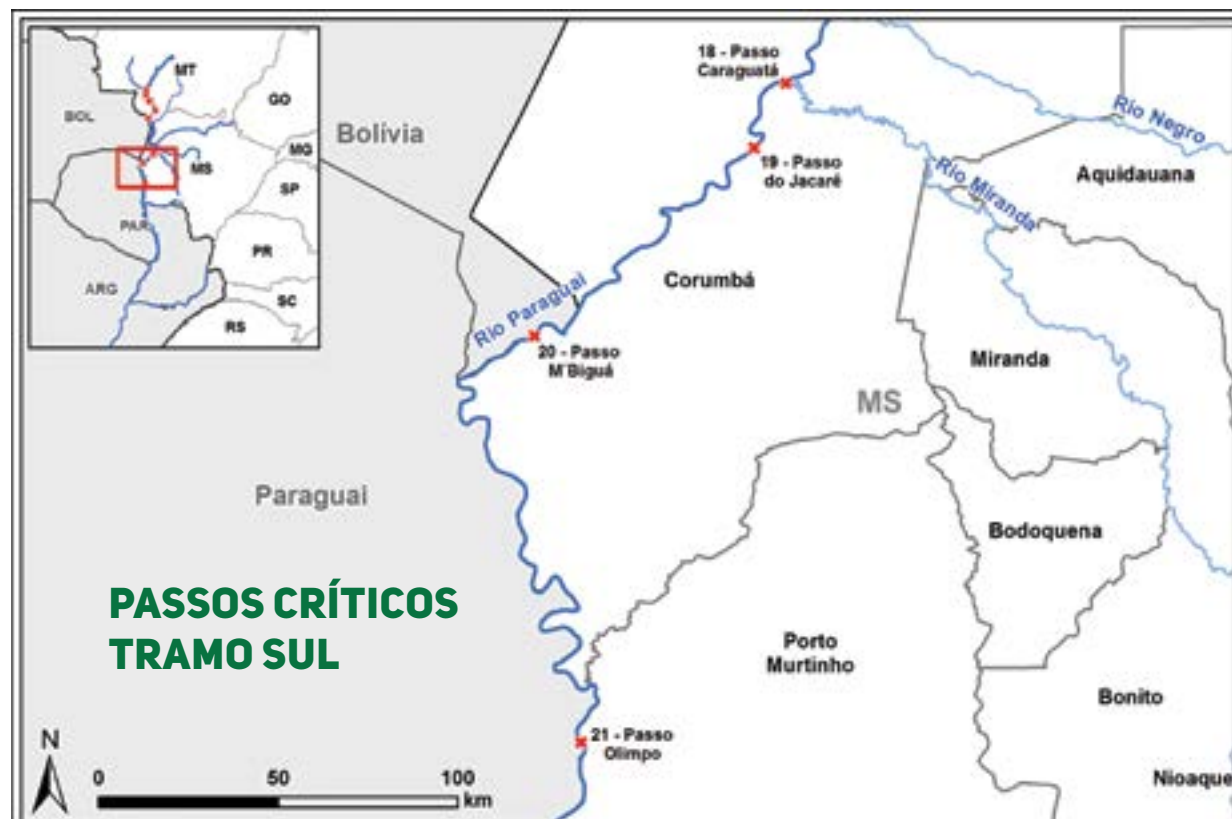 MT
BOL
GO
MG
MS
SP
PAR
PR
ARG
SC
RS
18 - Passo
Caraguatá
Bolívia
Rio Negro
19 - Passo
do Jacaré
Rio Miranda
Aquidauana
Corumbá
Rio Paraguai
20 - Passo
M'Biguá
Miranda
MS
Paraguai
Bodoquena
PASSOS CRÍTICOS
TRAMO SUL
Porto
Murtinho
Bonito
21 - Passo
Olimpo
Nioaque
N
0 50 100
km